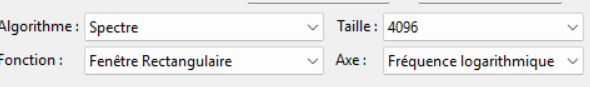 Algorithme : Spectre Taille : 4096
Fonction : Fenêtre Rectangulaire Axe : Fréquence logarithmique